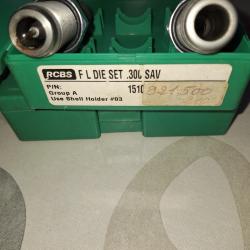 RCBS F L DIE SET .300 SAV
P/N: 1510
Group A
Use Shell Holder #03